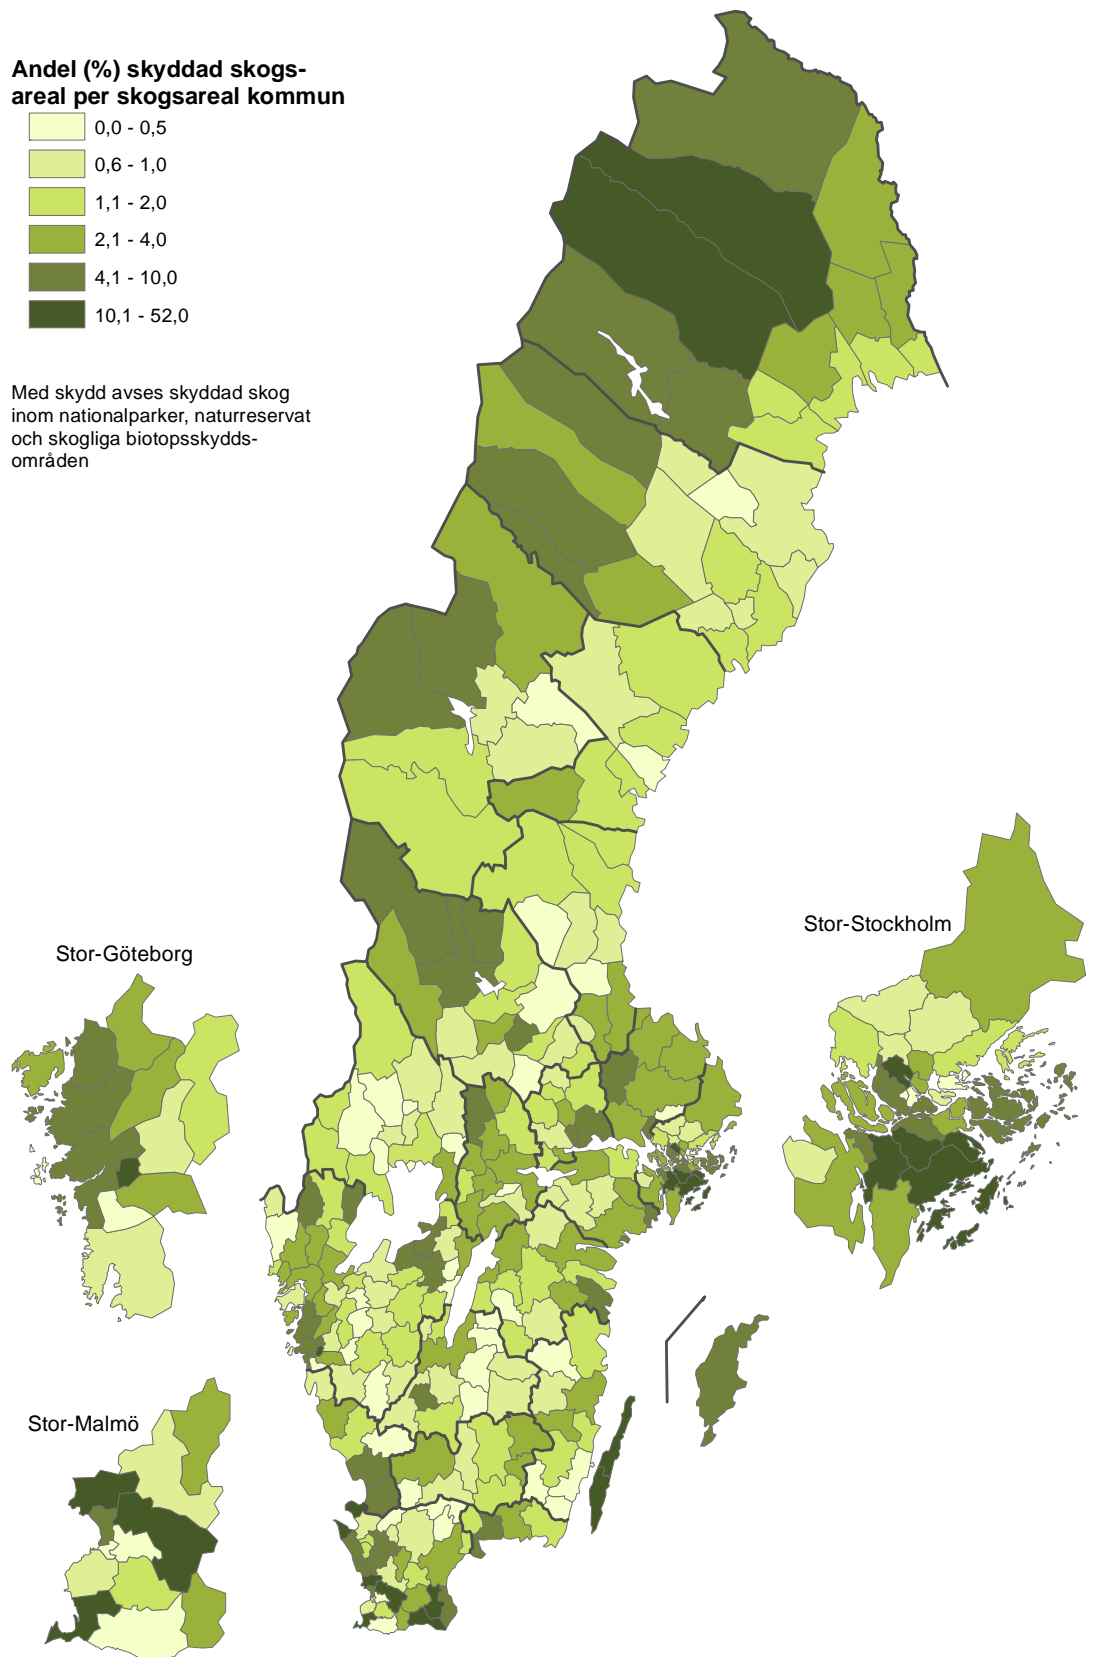 Andel (%) skyddad skogs-
areal per skogsareal kommun
0,0 - 0,5
0,6 - 1,0
1,1 - 2,0
2,1 - 4,0
4,1 - 10,0
10,1 - 52,0
Med skydd avses skyddad skog
inom nationalparker, naturreservat
och skogliga biotopsskydds-
områden
Stor-Göteborg
Stor-Stockholm
Stor-Malmö